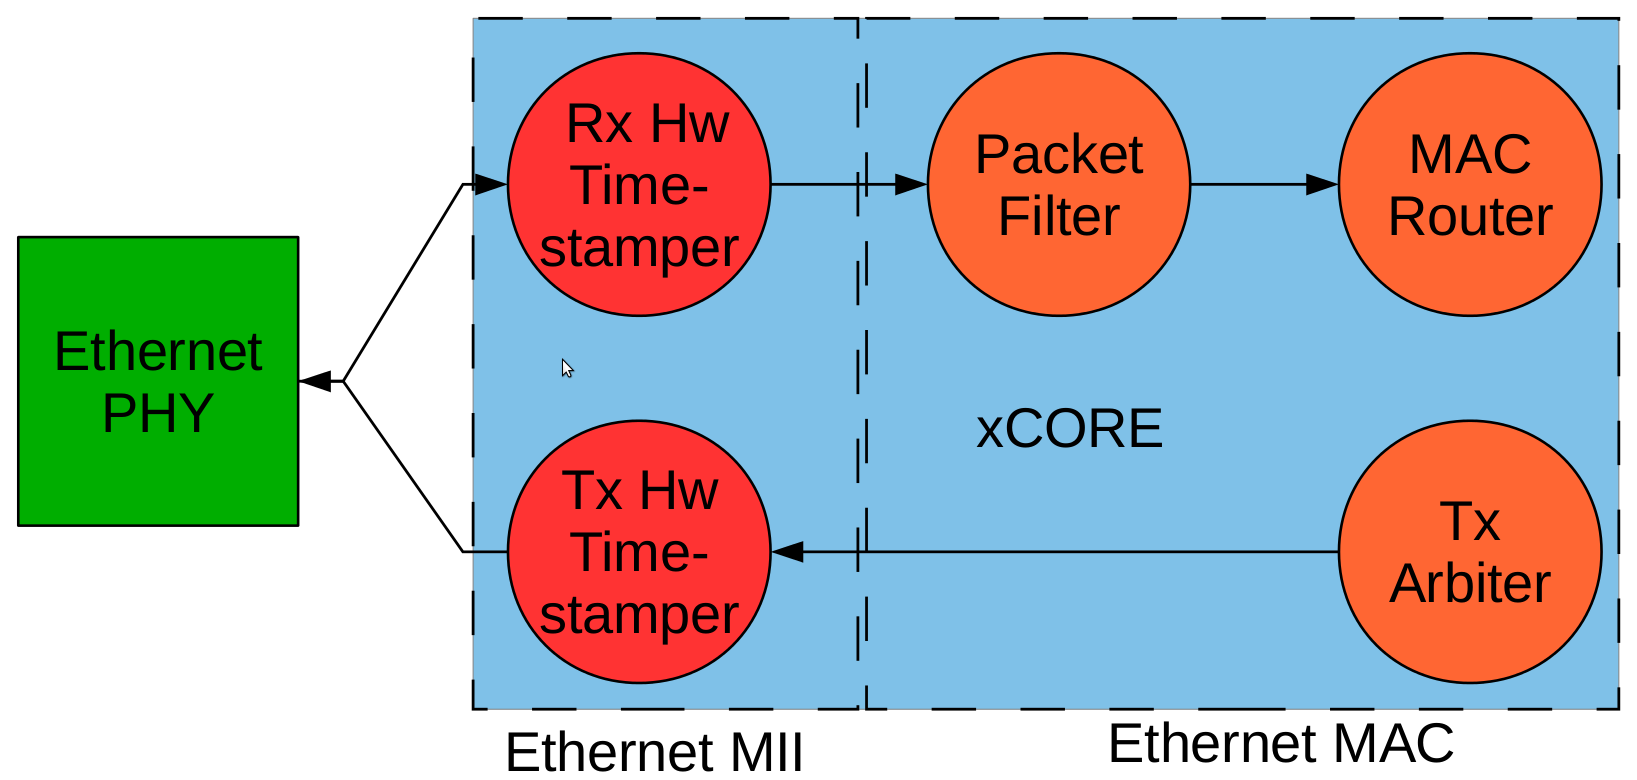 Ethernet
PHY
Rx Hw
Time-
stamper
Packet
Filter
MAC
Router
xCORE
Tx Hw
Time-
stamper
Tx
Arbiter
Ethernet MII
Ethernet MAC